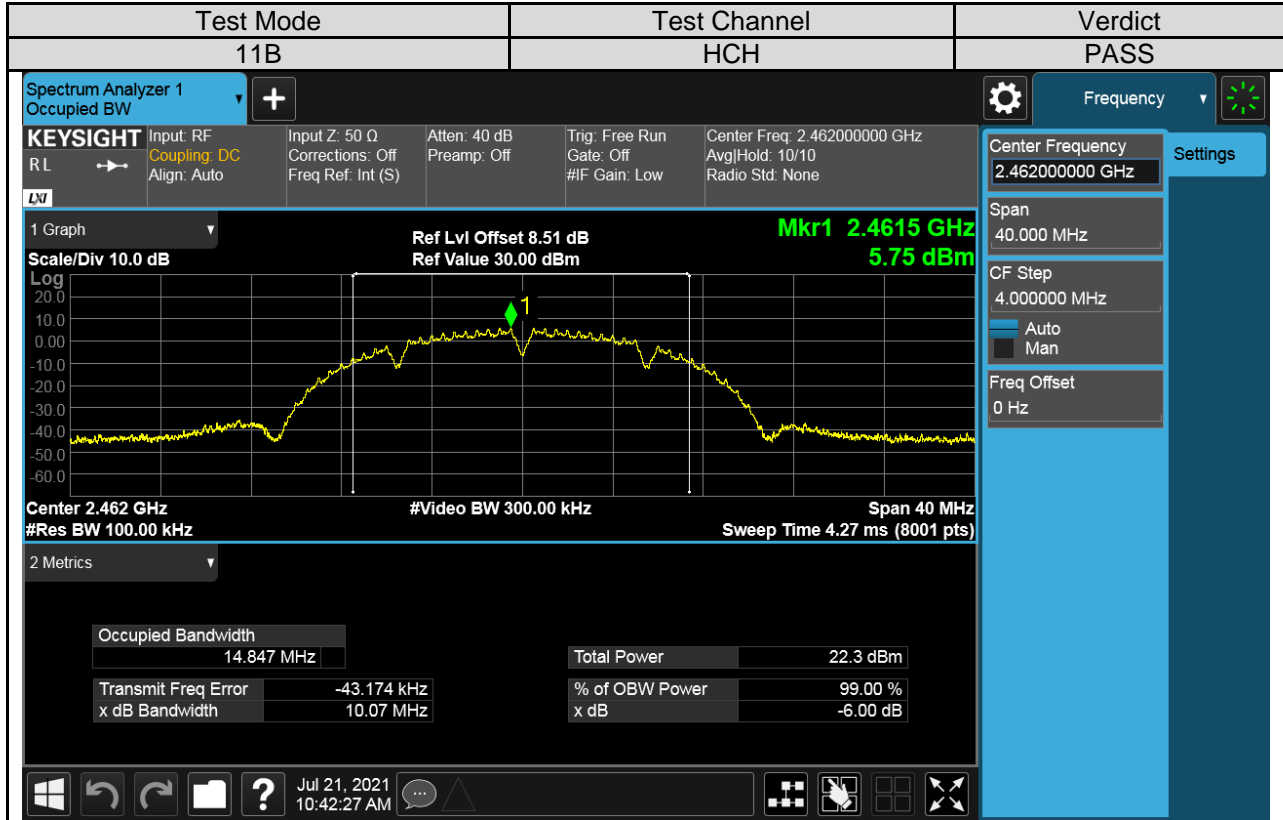 Test Mode Test Channel Verdict
11B HCH PASS
Spectrum Analyzer 1
Occupied BW
Frequency
KEYSIGHT Input: RF Input Z: 50 Ω Atten: 40 dB Trig: Free Run Center Freq: 2.462000000 GHz
RL Coupling: DC Corrections: Off Preamp: Off Gate: Off Avg|Hold: 10/10
Align: Auto Freq Ref: Int (S) #IF Gain: Low Radio Std: None
LXI
Center Frequency
2.462000000 GHz
Settings
Span
40.000 MHz
CF Step
4.000000 MHz
Auto
Man
Freq Offset
0 Hz
1 Graph Ref Lvl Offset 8.51 dB Mkr1 2.4615 GHz
Scale/Div 10.0 dB Ref Value 30.00 dBm 5.75 dBm
Log
20.0
10.0
0.00
-10.0
-20.0
-30.0
-40.0
-50.0
-60.0
1
Center 2.462 GHz #Video BW 300.00 kHz Span 40 MHz
#Res BW 100.00 kHz Sweep Time 4.27 ms (8001 pts)
2 Metrics
Occupied Bandwidth
14.847 MHz Total Power 22.3 dBm
Transmit Freq Error -43.174 kHz % of OBW Power 99.00 %
x dB Bandwidth 10.07 MHz x dB -6.00 dB
? Jul 21, 2021
10:42:27 AM